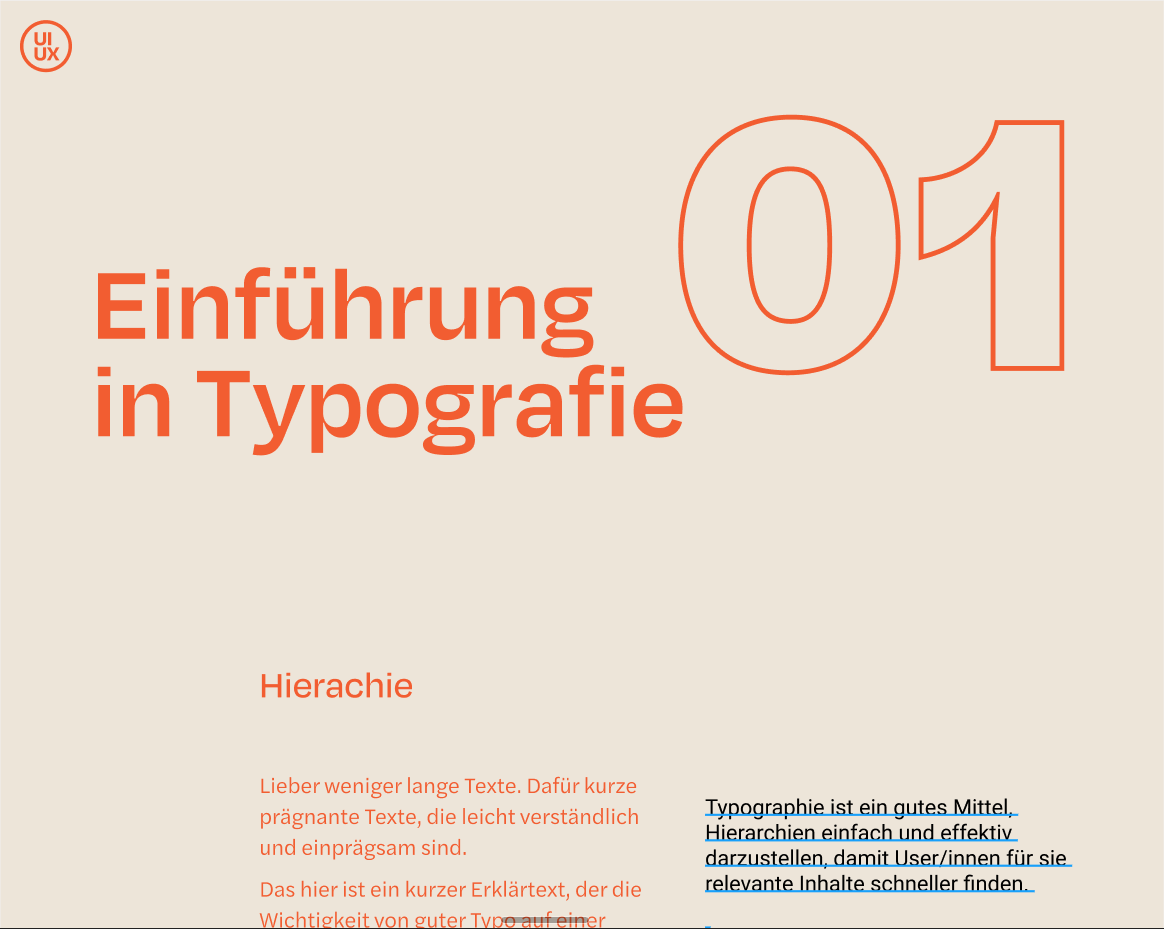 UI
UX
01
Einführung
in Typografie
Hierachie
Lieber weniger lange Texte. Dafür kurze
prägnante Texte, die leicht verständlich
und einprägsam sind.
Das hier ist ein kurzer Erklärtext, der die
Wichtigkeit von guter Typo auf einer
Typographie ist ein gutes Mittel,
Hierarchien einfach und effektiv
darzustellen, damit User/innen für sie
relevante Inhalte schneller finden.